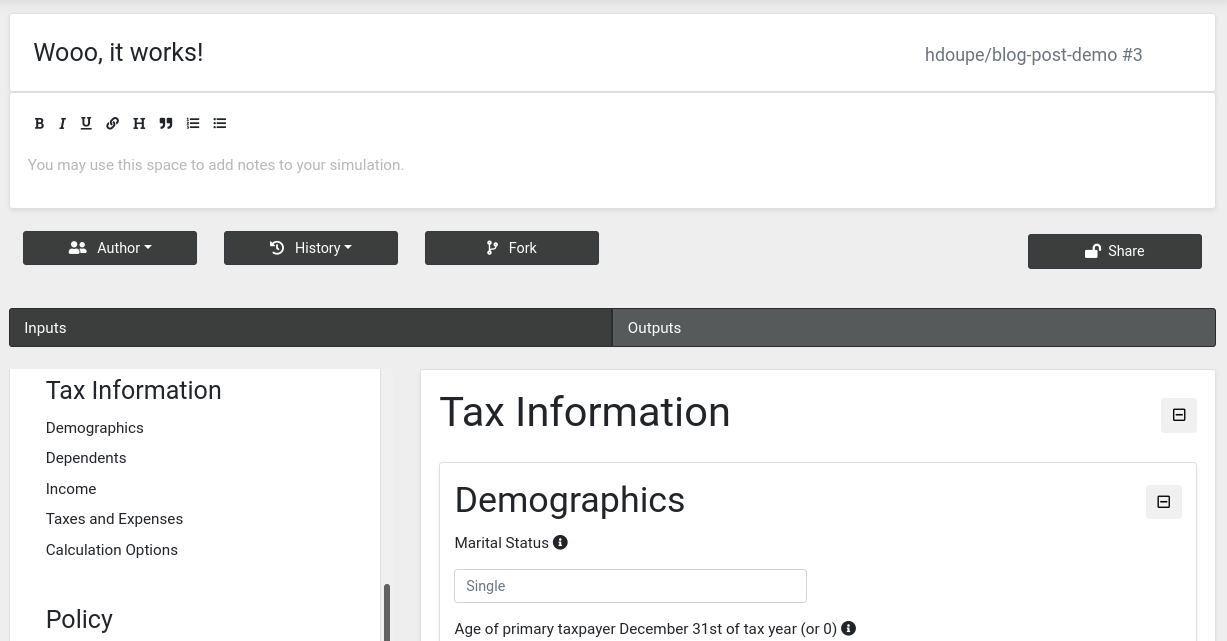 Wooo, it works!
hdoupe/blog-post-demo #3
B I U H
You may use this space to add notes to your simulation.
Author
History
Fork
Share
Inputs
Outputs
Tax Information
Demographics
Dependents
Income
Taxes and Expenses
Calculation Options
Policy
Tax Information
Demographics
Marital Status
Single
Age of primary taxpayer December 31st of tax year (or 0)